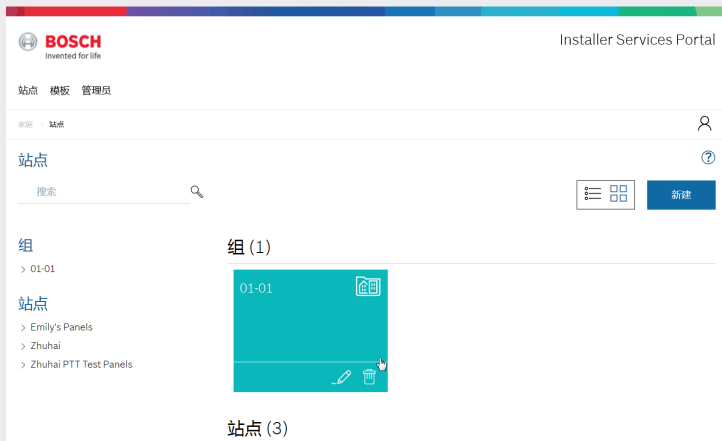 BOSCH
Invented for life
Installer Services Portal
站点 模板 管理员
家庭 > 站点
站点
搜索
新建
组
> 01-01
站点
> Emily's Panels
> Zhuhai
> Zhuhai PTT Test Panels
组 (1)
01-01
站点 (3)